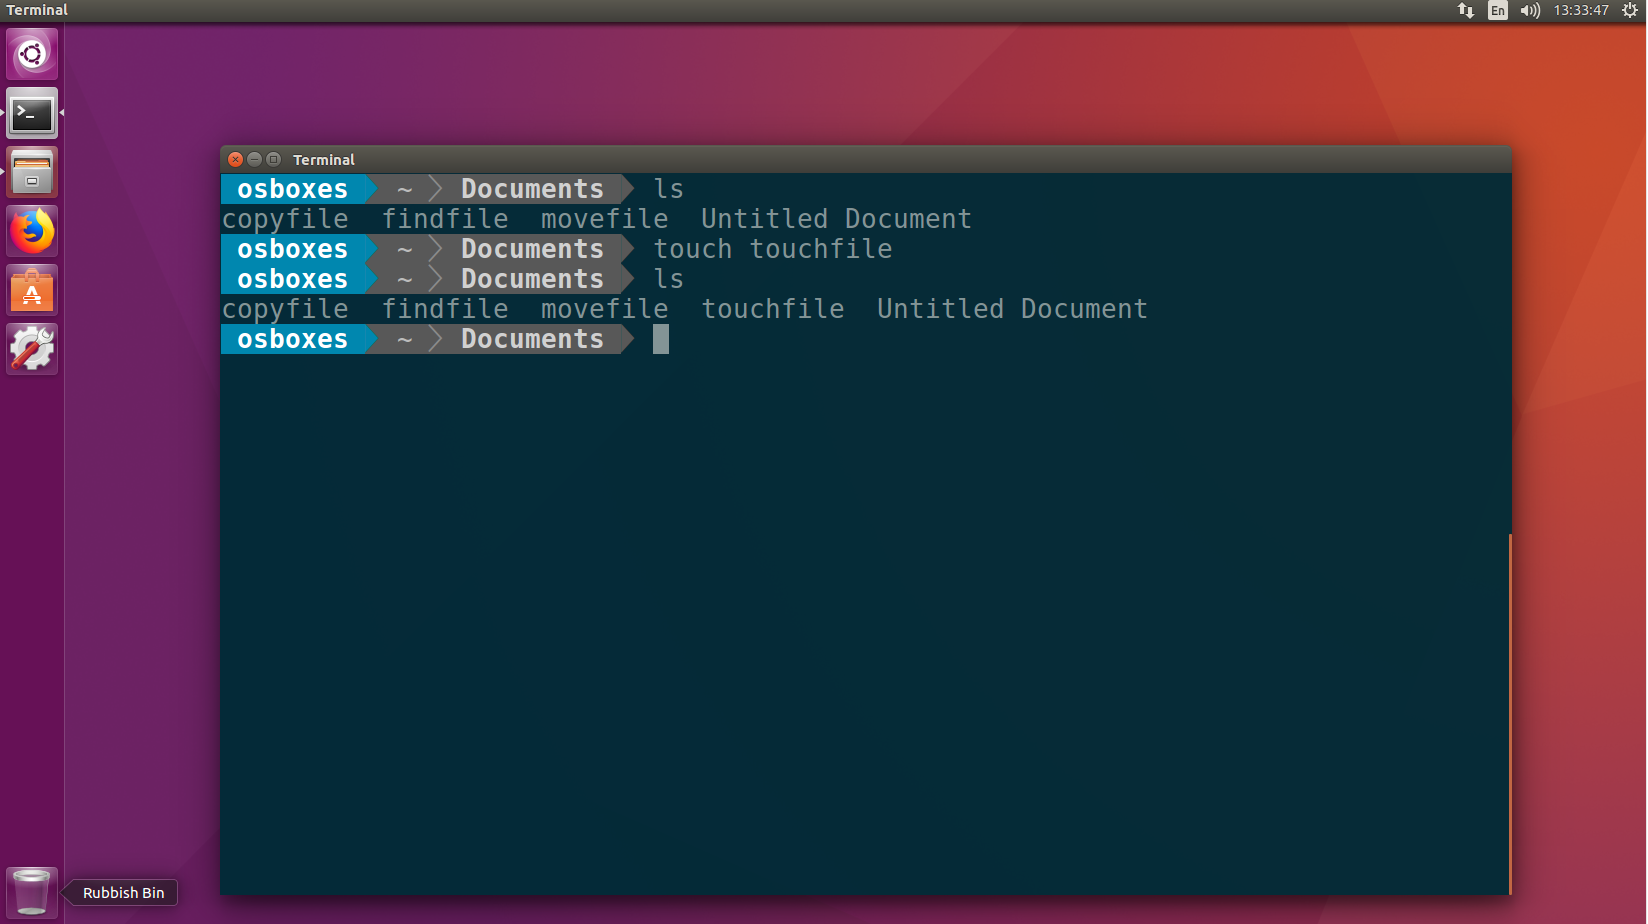 Terminal
En 13:33:47
Terminal
osboxes ~ Documents ls
copyfile findfile movefile Untitled Document
osboxes ~ Documents touch touchfile
osboxes ~ Documents ls
copyfile findfile movefile touchfile Untitled Document
osboxes ~ Documents
Rubbish Bin